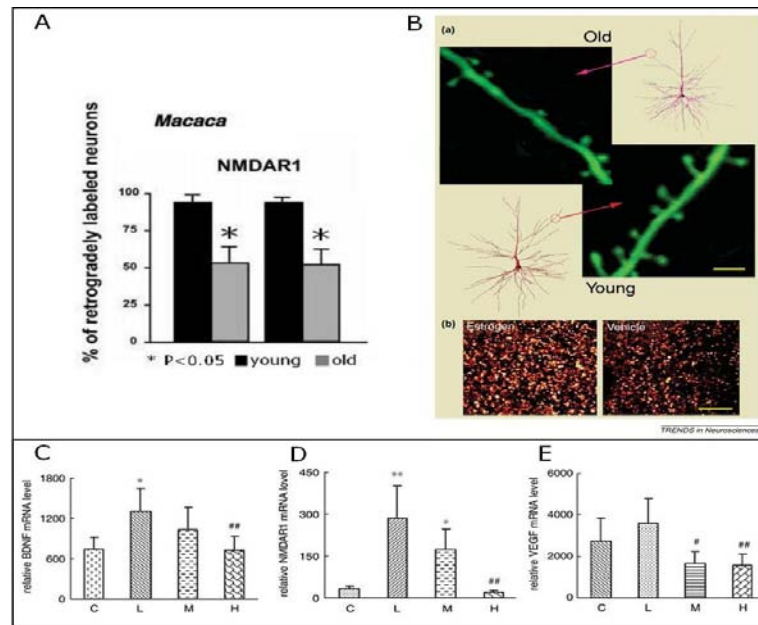 A
Macaca
NMDAR1
% of retrogradely labeled neurons
100
75
50
25
0
*
*
* P<0.05 young old
B
(a)
Old
Young
(b)
Estrogen
Vehicle
TRENDS in Neurosciences
C
relative BDNF mRNA level
1800
1200
600
0
*
##
C L M H
D
relative NMDAR1 mRNA level
450
300
150
0
**
*
##
C L M H
E
relative VEGF mRNA level
6000
4000
2000
0
#
##
C L M H